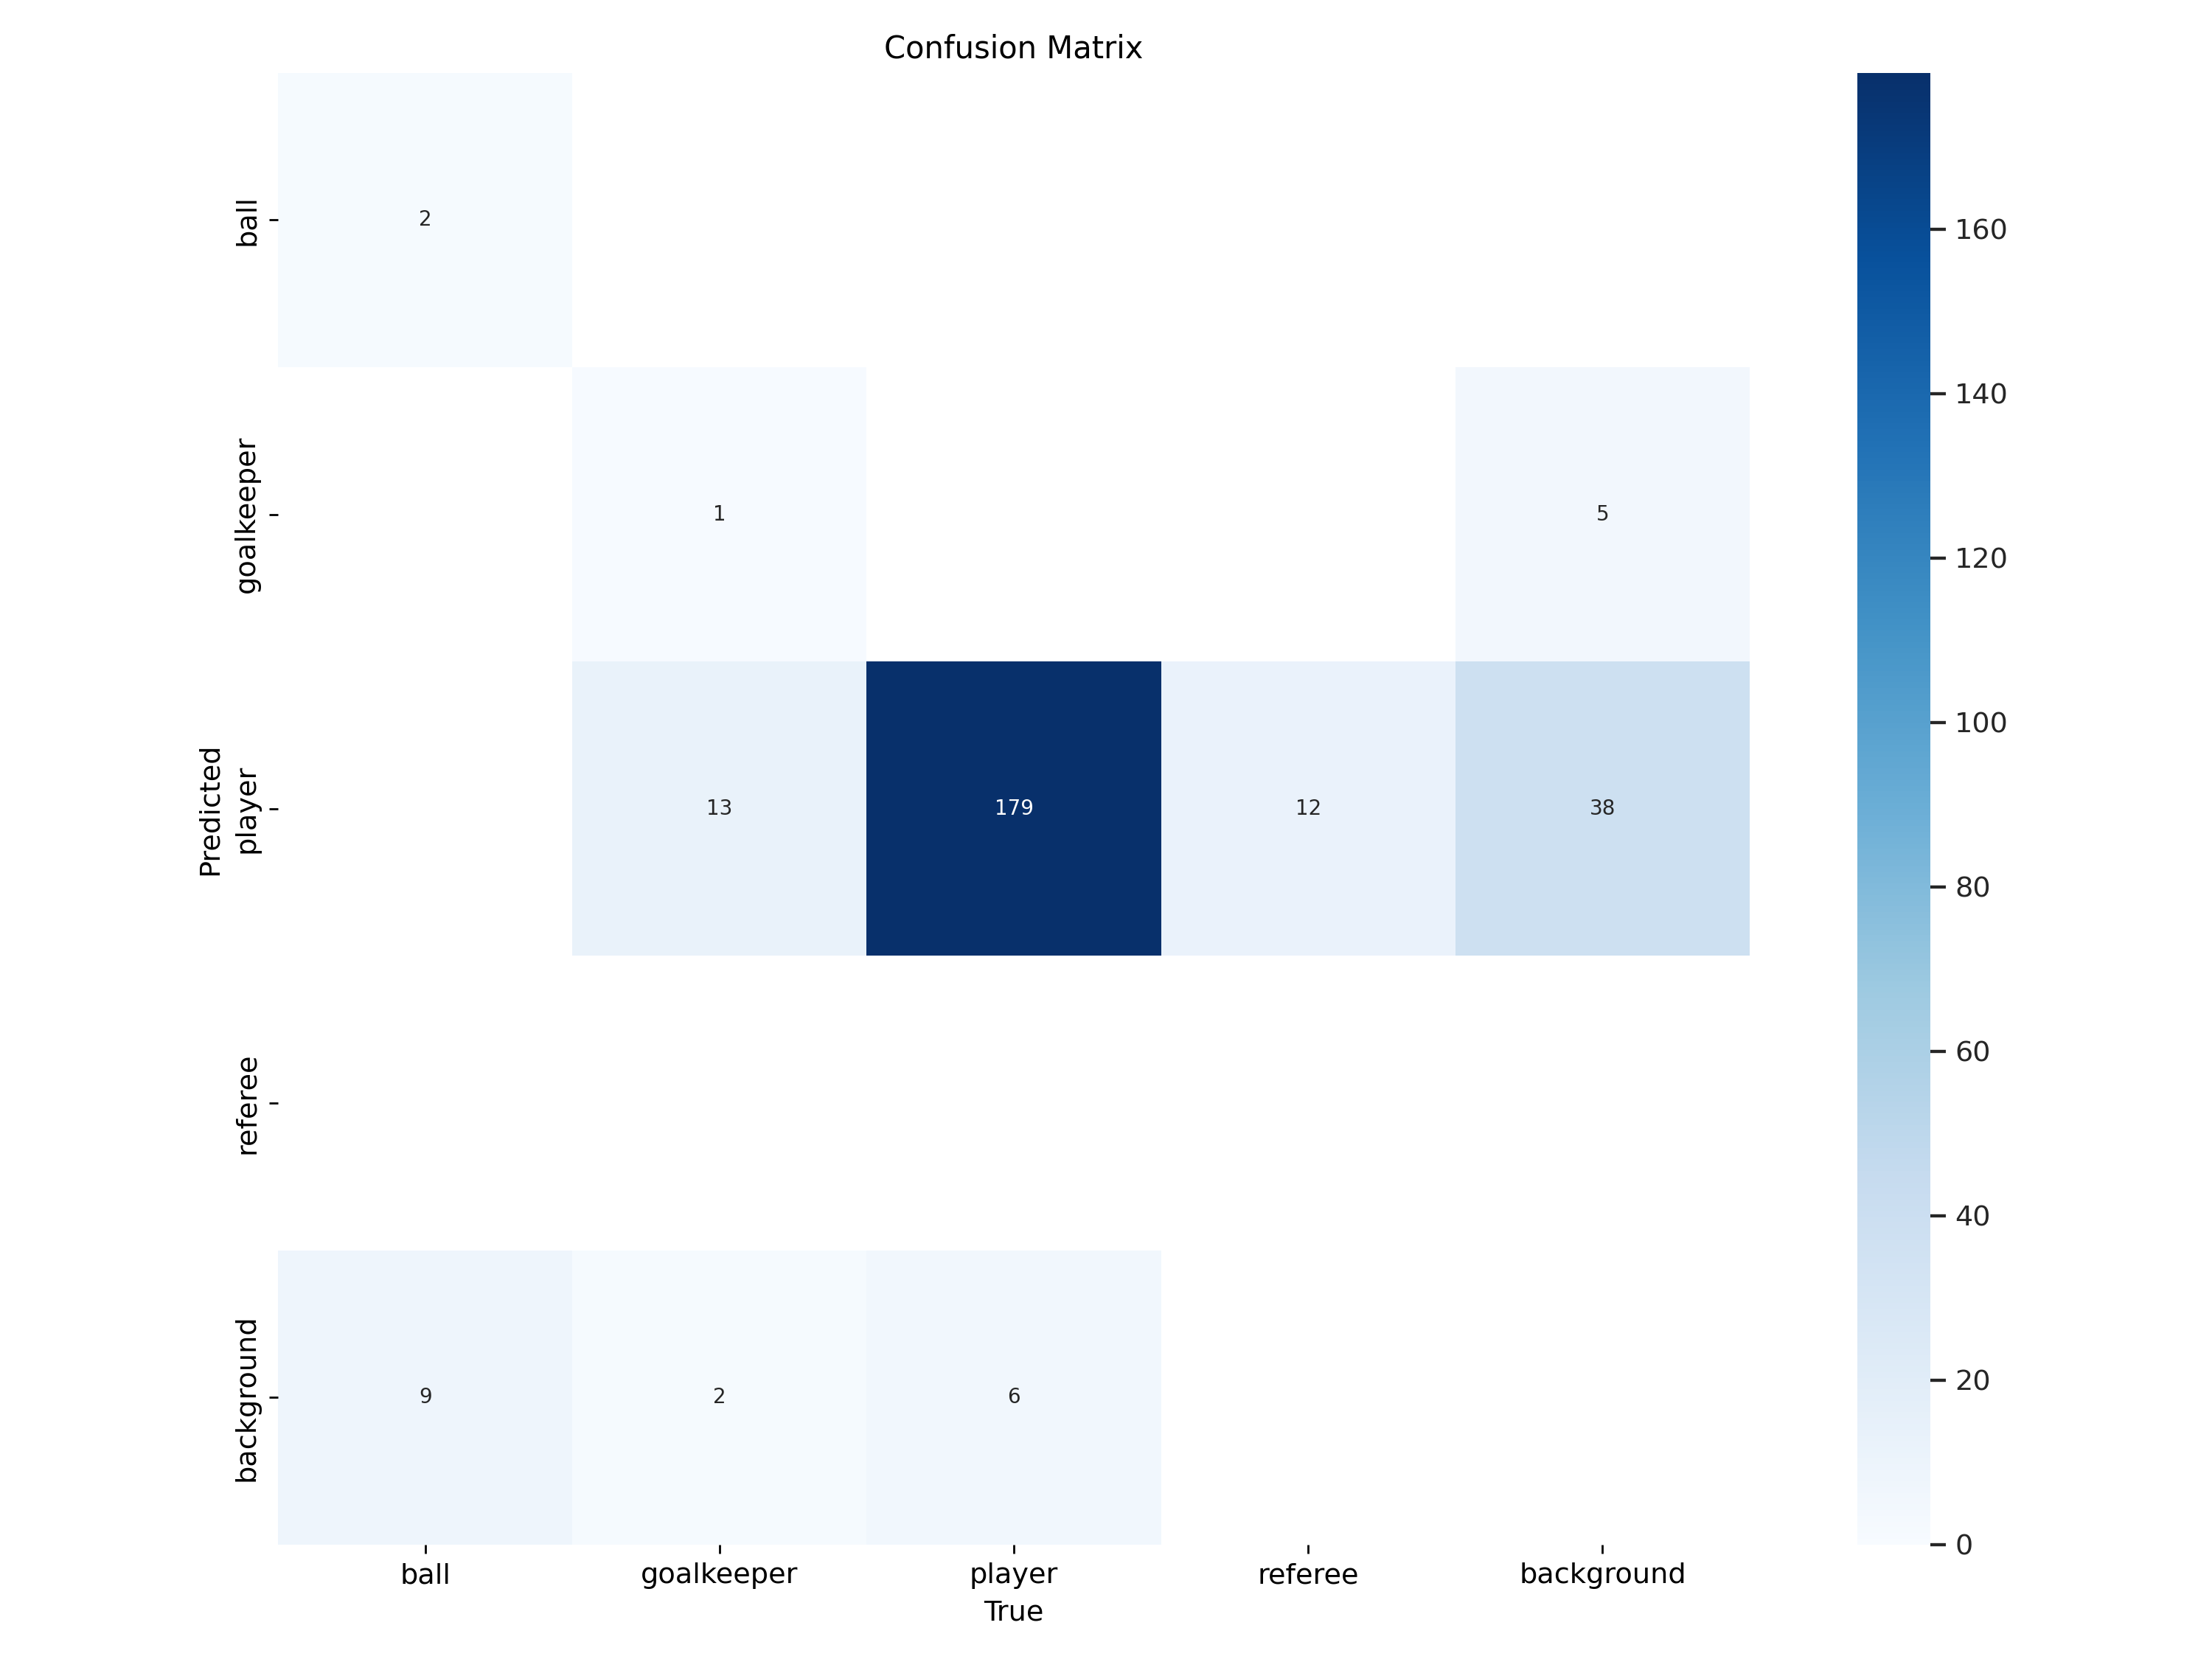 Confusion Matrix
ball
2
160
140
goalkeeper
1
5
120
100
Predicted
player
13
179
12
38
80
60
referee
40
20
background
9
2
6
0
ball
goalkeeper
player
referee
background
True